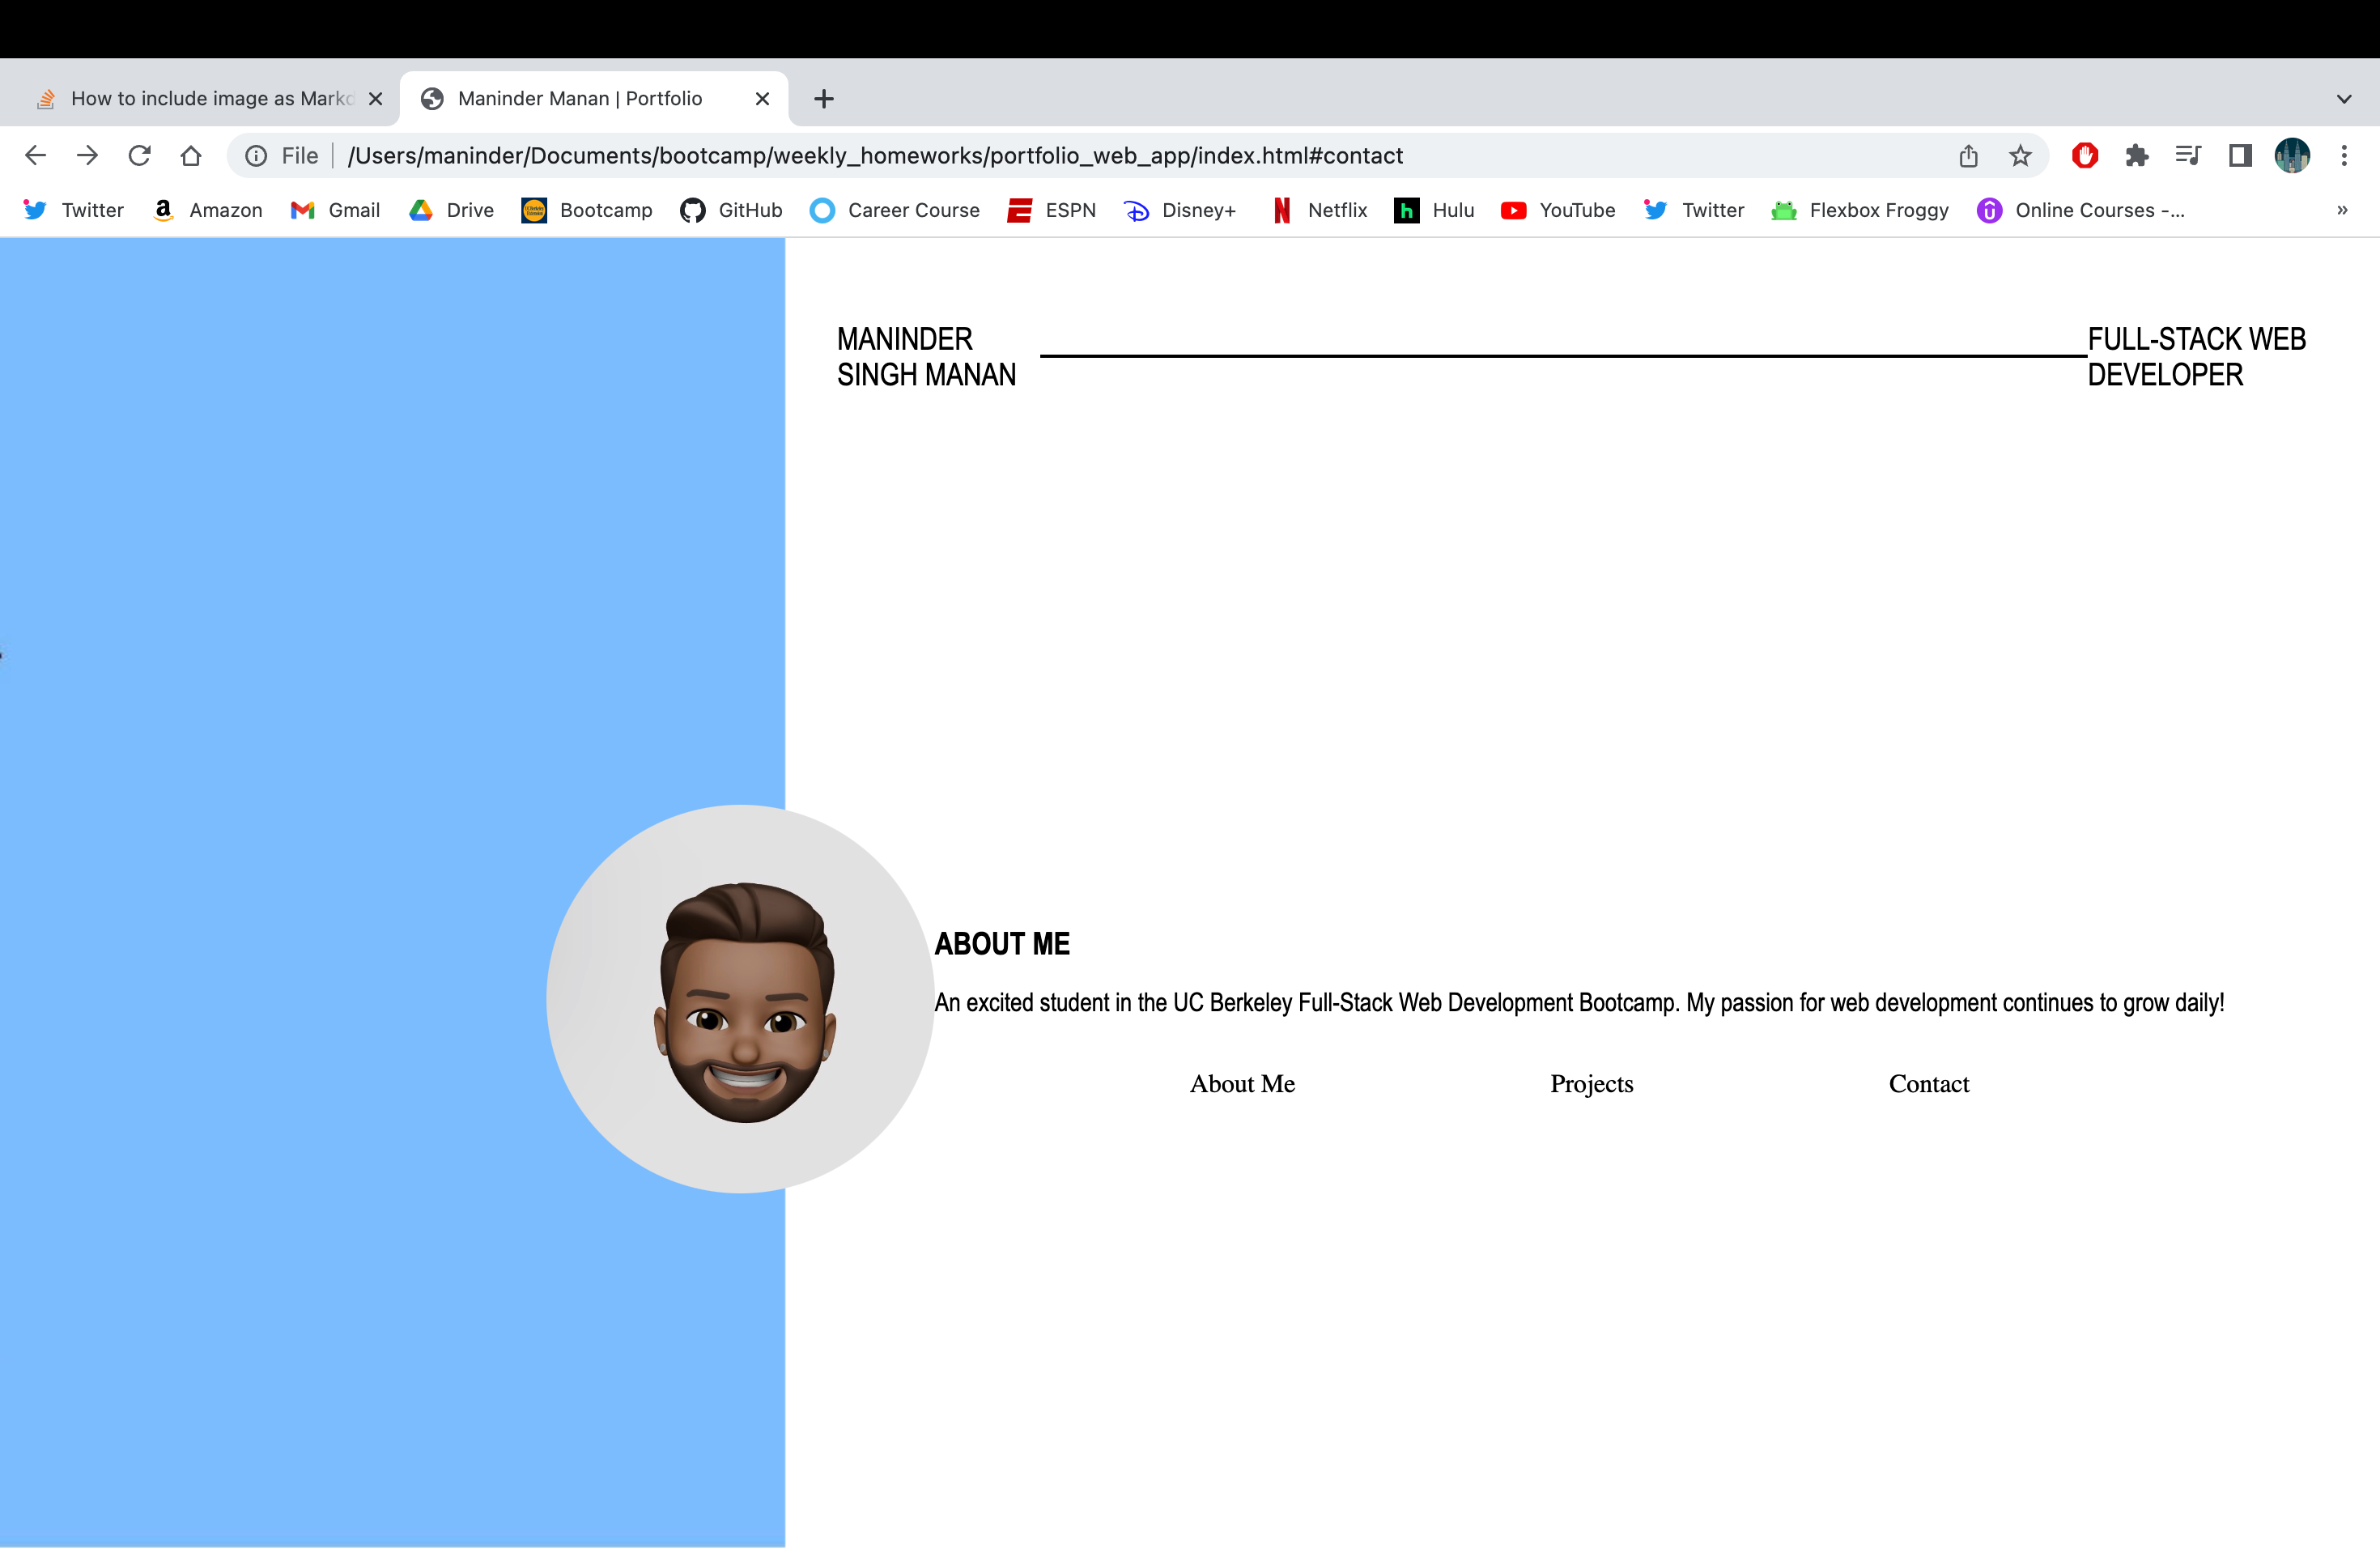 How to include image as Markd
Maninder Manan | Portfolio
File
/Users/maninder/Documents/bootcamp/weekly_homeworks/portfolio_web_app/index.html#contact
Twitter Amazon Gmail Drive Bootcamp GitHub Career Course ESPN Disney+ Netflix Hulu YouTube Twitter Flexbox Froggy Online Courses -... »
MANINDER
SINGH MANAN
FULL-STACK WEB
DEVELOPER
ABOUT ME
An excited student in the UC Berkeley Full-Stack Web Development Bootcamp. My passion for web development continues to grow daily!
About Me Projects Contact